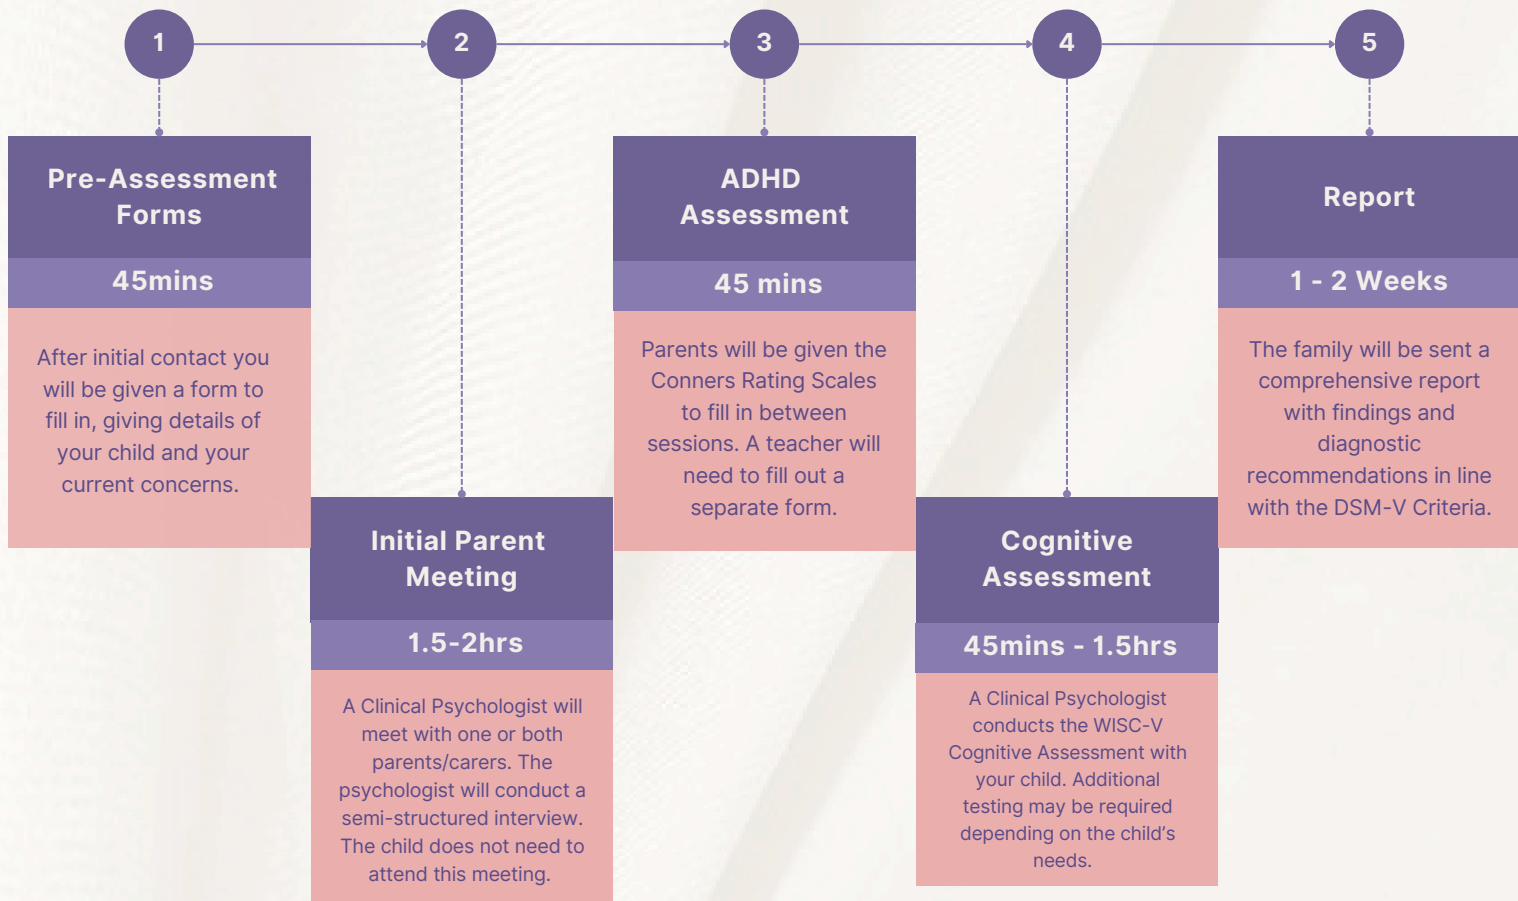 1
2
3
4
5
Pre-Assessment
Forms
45mins
After initial contact you
will be given a form to
fill in, giving details of
your child and your
current concerns.
Initial Parent
Meeting
1.5-2hrs
A Clinical Psychologist will
meet with one or both
parents/carers. The
psychologist will conduct a
semi-structured interview.
The child does not need to
attend this meeting.
ADHD
Assessment
45 mins
Parents will be given the
Conners Rating Scales
to fill in between
sessions. A teacher will
need to fill out a
separate form.
Cognitive
Assessment
45mins - 1.5hrs
A Clinical Psychologist
conducts the WISC-V
Cognitive Assessment with
your child. Additional
testing may be required
depending on the child's
needs.
Report
1 - 2 Weeks
The family will be sent a
comprehensive report
with findings and
diagnostic
recommendations in line
with the DSM-V Criteria.